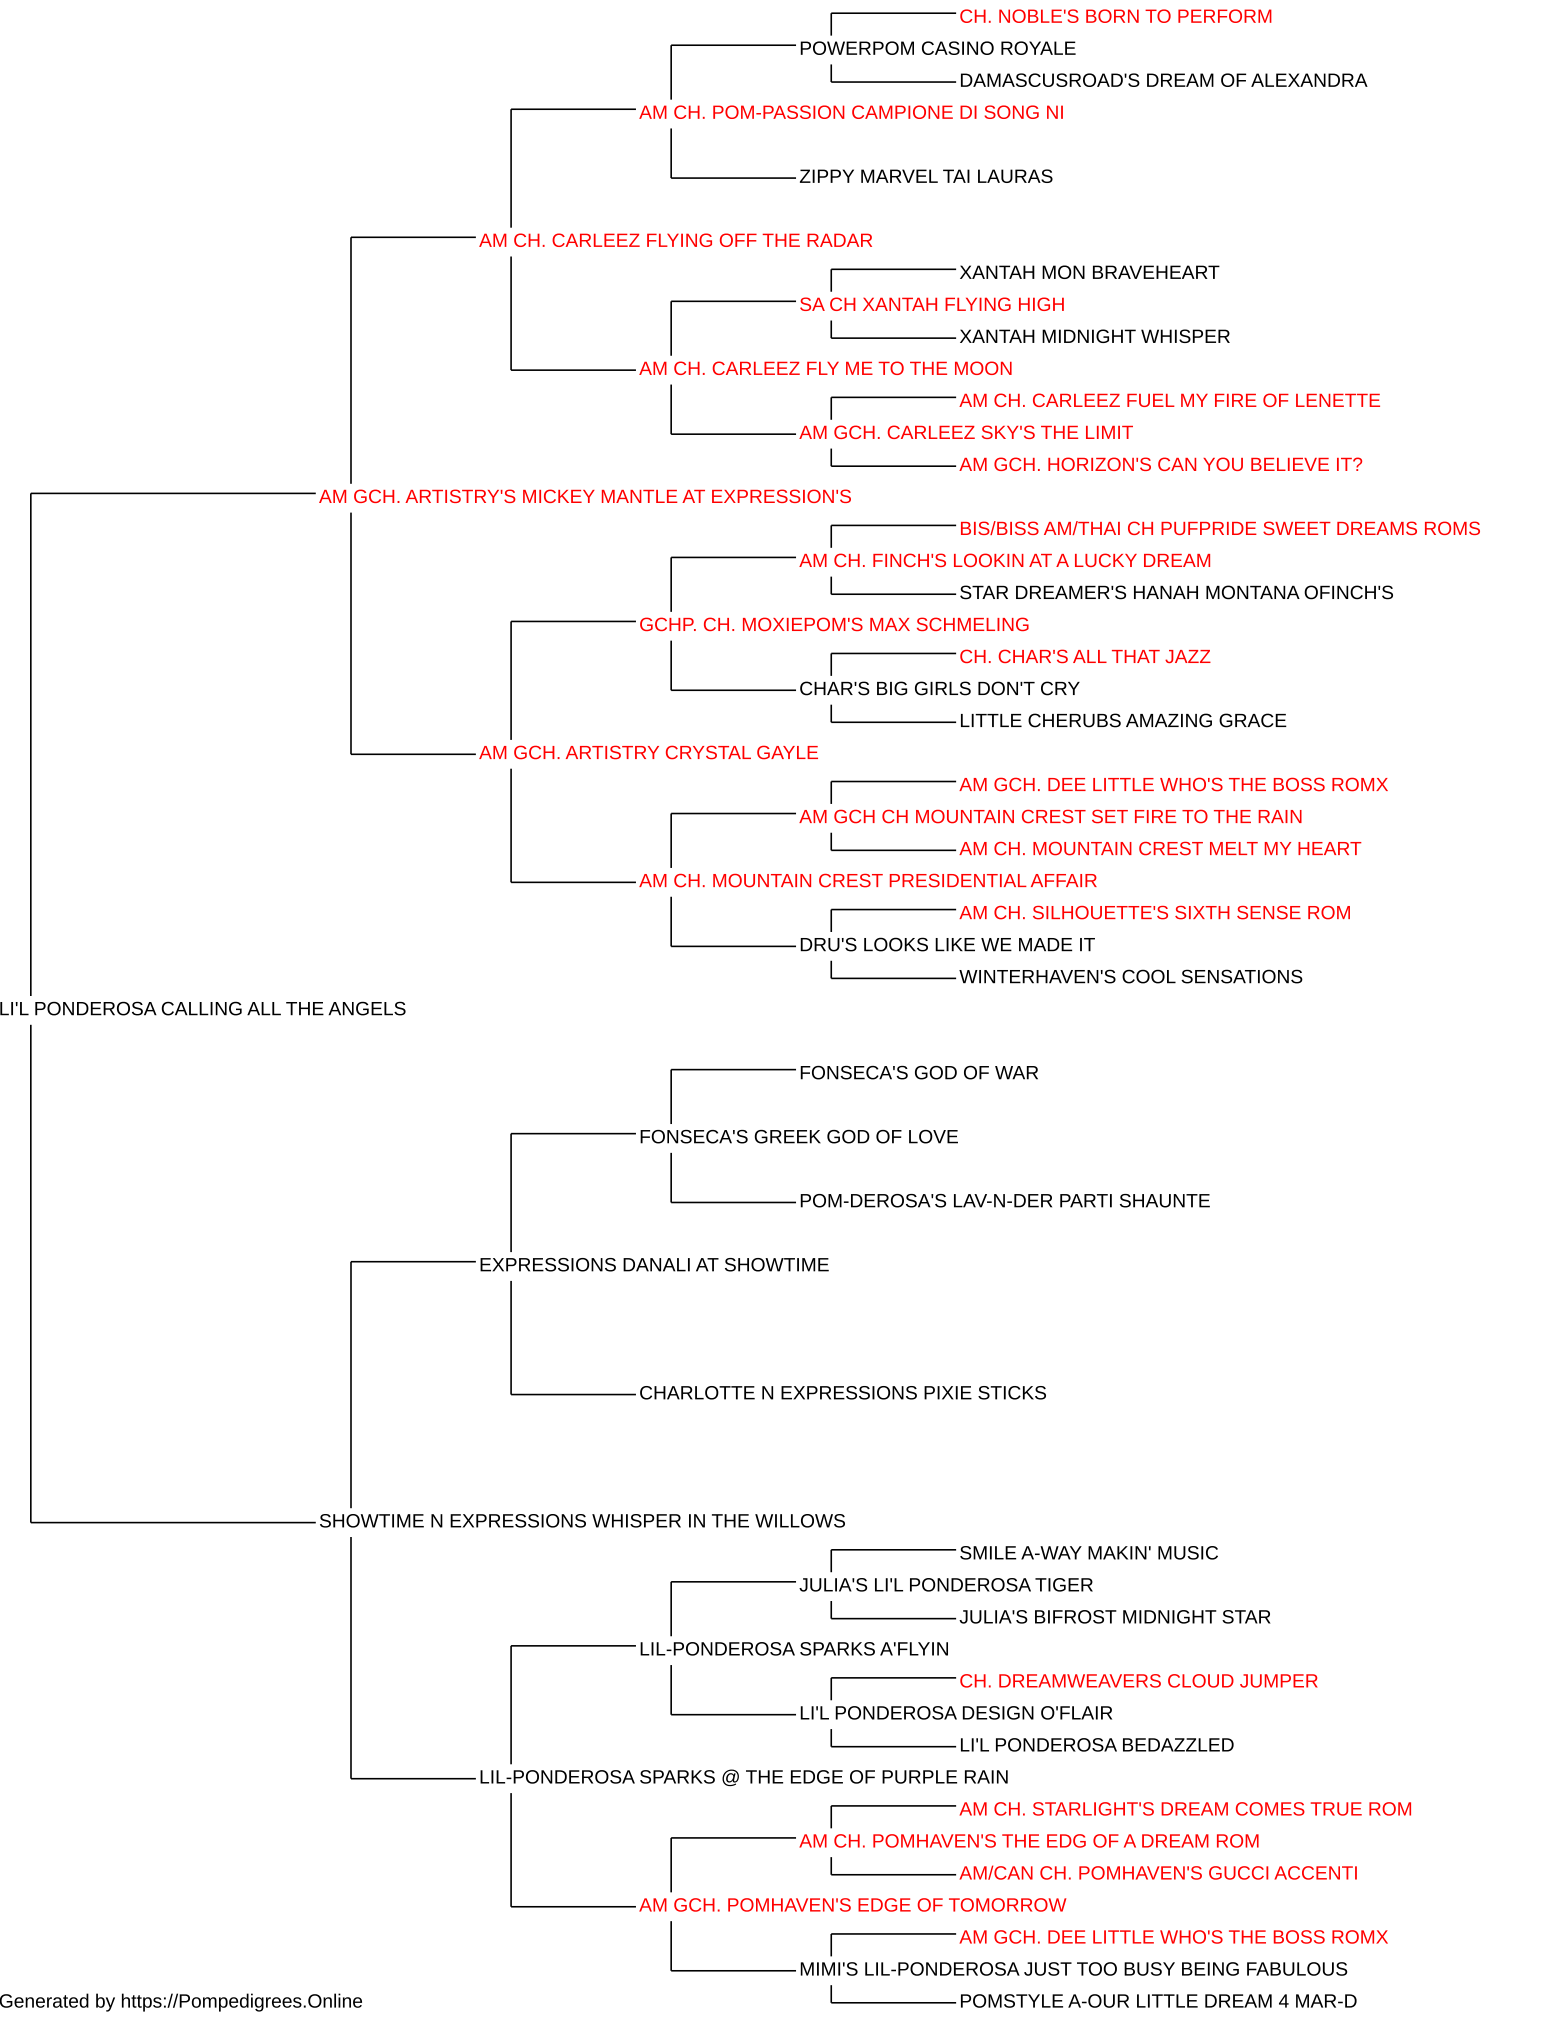 CH. NOBLE'S BORN TO PERFORM
POWERPOM CASINO ROYALE
DAMASCUSROAD'S DREAM OF ALEXANDRA
AM CH. POM-PASSION CAMPIONE DI SONG NI
ZIPPY MARVEL TAI LAURAS
AM CH. CARLEEZ FLYING OFF THE RADAR
XANTAH MON BRAVEHEART
SA CH XANTAH FLYING HIGH
XANTAH MIDNIGHT WHISPER
AM CH. CARLEEZ FLY ME TO THE MOON
AM CH. CARLEEZ FUEL MY FIRE OF LENETTE
AM GCH. CARLEEZ SKY'S THE LIMIT
AM GCH. HORIZON'S CAN YOU BELIEVE IT?
AM GCH. ARTISTRY'S MICKEY MANTLE AT EXPRESSION'S
BIS/BISS AM/THAI CH PUFPRIDE SWEET DREAMS ROMS
AM CH. FINCH'S LOOKIN AT A LUCKY DREAM
STAR DREAMER'S HANAH MONTANA OFINCH'S
GCHP. CH. MOXIEPOM'S MAX SCHMELING
CH. CHAR'S ALL THAT JAZZ
CHAR'S BIG GIRLS DON'T CRY
LITTLE CHERUBS AMAZING GRACE
AM GCH. ARTISTRY CRYSTAL GAYLE
AM GCH. DEE LITTLE WHO'S THE BOSS ROMX
AM GCH CH MOUNTAIN CREST SET FIRE TO THE RAIN
AM CH. MOUNTAIN CREST MELT MY HEART
AM CH. MOUNTAIN CREST PRESIDENTIAL AFFAIR
AM CH. SILHOUETTE'S SIXTH SENSE ROM
DRU'S LOOKS LIKE WE MADE IT
WINTERHAVEN'S COOL SENSATIONS
LI'L PONDEROSA CALLING ALL THE ANGELS
FONSECA'S GOD OF WAR
FONSECA'S GREEK GOD OF LOVE
POM-DEROSA'S LAV-N-DER PARTI SHAUNTE
EXPRESSIONS DANALI AT SHOWTIME
CHARLOTTE N EXPRESSIONS PIXIE STICKS
SHOWTIME N EXPRESSIONS WHISPER IN THE WILLOWS
SMILE A-WAY MAKIN' MUSIC
JULIA'S LI'L PONDEROSA TIGER
JULIA'S BIFROST MIDNIGHT STAR
LIL-PONDEROSA SPARKS A'FLYIN
CH. DREAMWEAVERS CLOUD JUMPER
LI'L PONDEROSA DESIGN O'FLAIR
LI'L PONDEROSA BEDAZZLED
LIL-PONDEROSA SPARKS @ THE EDGE OF PURPLE RAIN
AM CH. STARLIGHT'S DREAM COMES TRUE ROM
AM CH. POMHAVEN'S THE EDG OF A DREAM ROM
AM/CAN CH. POMHAVEN'S GUCCI ACCENTI
AM GCH. POMHAVEN'S EDGE OF TOMORROW
AM GCH. DEE LITTLE WHO'S THE BOSS ROMX
MIMI'S LIL-PONDEROSA JUST TOO BUSY BEING FABULOUS
POMSTYLE A-OUR LITTLE DREAM 4 MAR-D
Generated by https://Pompedigrees.Online